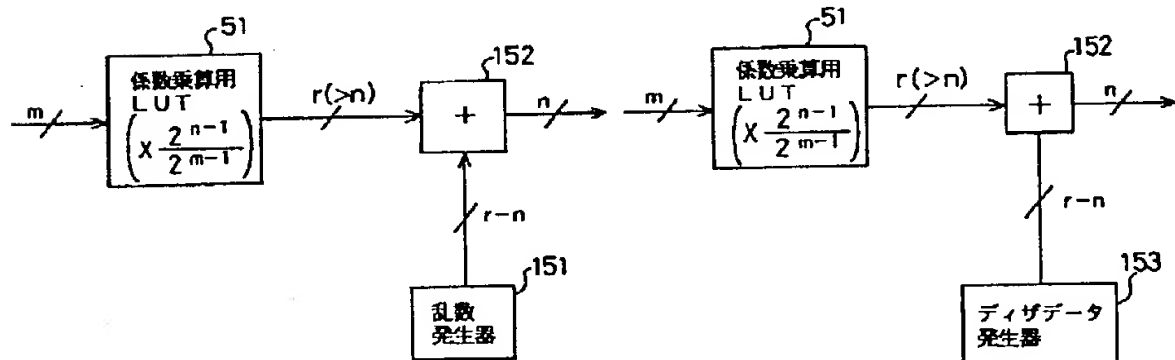 51
係数乗算用
LUT
(× 2^{n-1} / 2^{m-1})
m
r(>n)
152
+
n
r-n
151
乱数
発生器
51
係数乗算用
LUT
(× 2^{n-1} / 2^{m-1})
m
r(>n)
152
+
n
r-n
153
ディザデータ
発生器